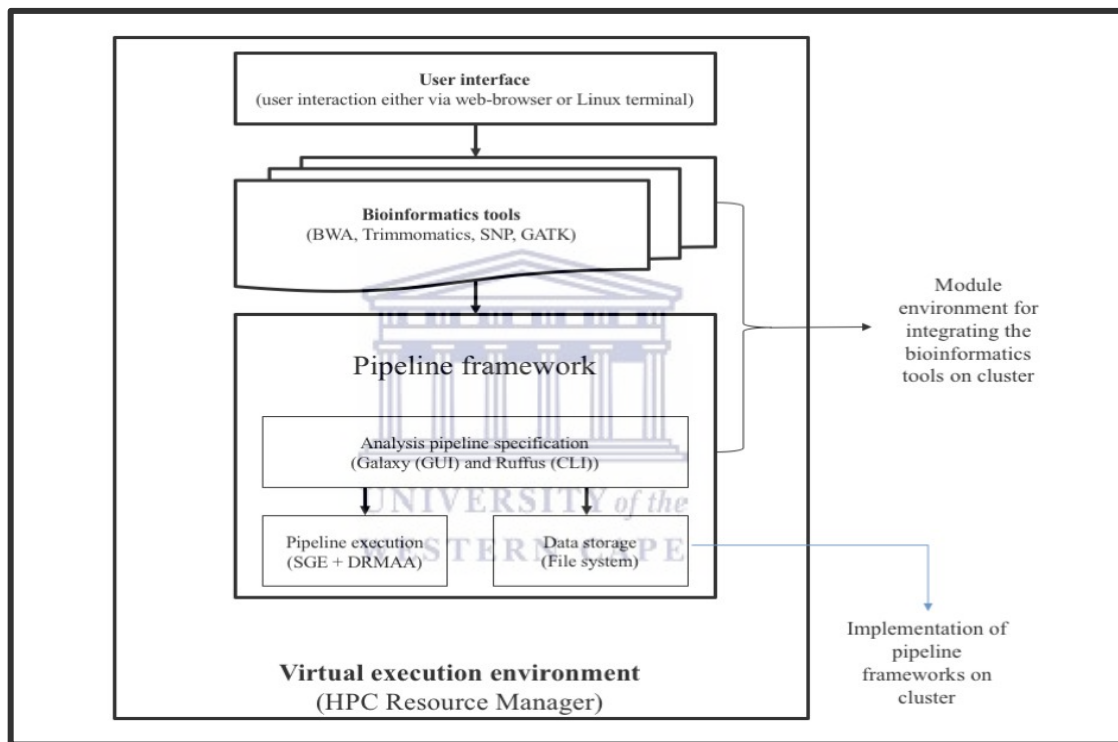 User interface
(user interaction either via web-browser or Linux terminal)
Bioinformatics tools
(BWA, Trimmomatics, SNP, GATK)
Pipeline framework
Analysis pipeline specification
(Galaxy (GUI) and Ruffus (CLI))
UNIVERSITY of the
WESTERN CAPE
Pipeline execution
(SGE + DRMAA)
Data storage
(File system)
Virtual execution environment
(HPC Resource Manager)
Module
environment for
integrating the
bioinformatics
tools on cluster
Implementation of
pipeline
frameworks on
cluster